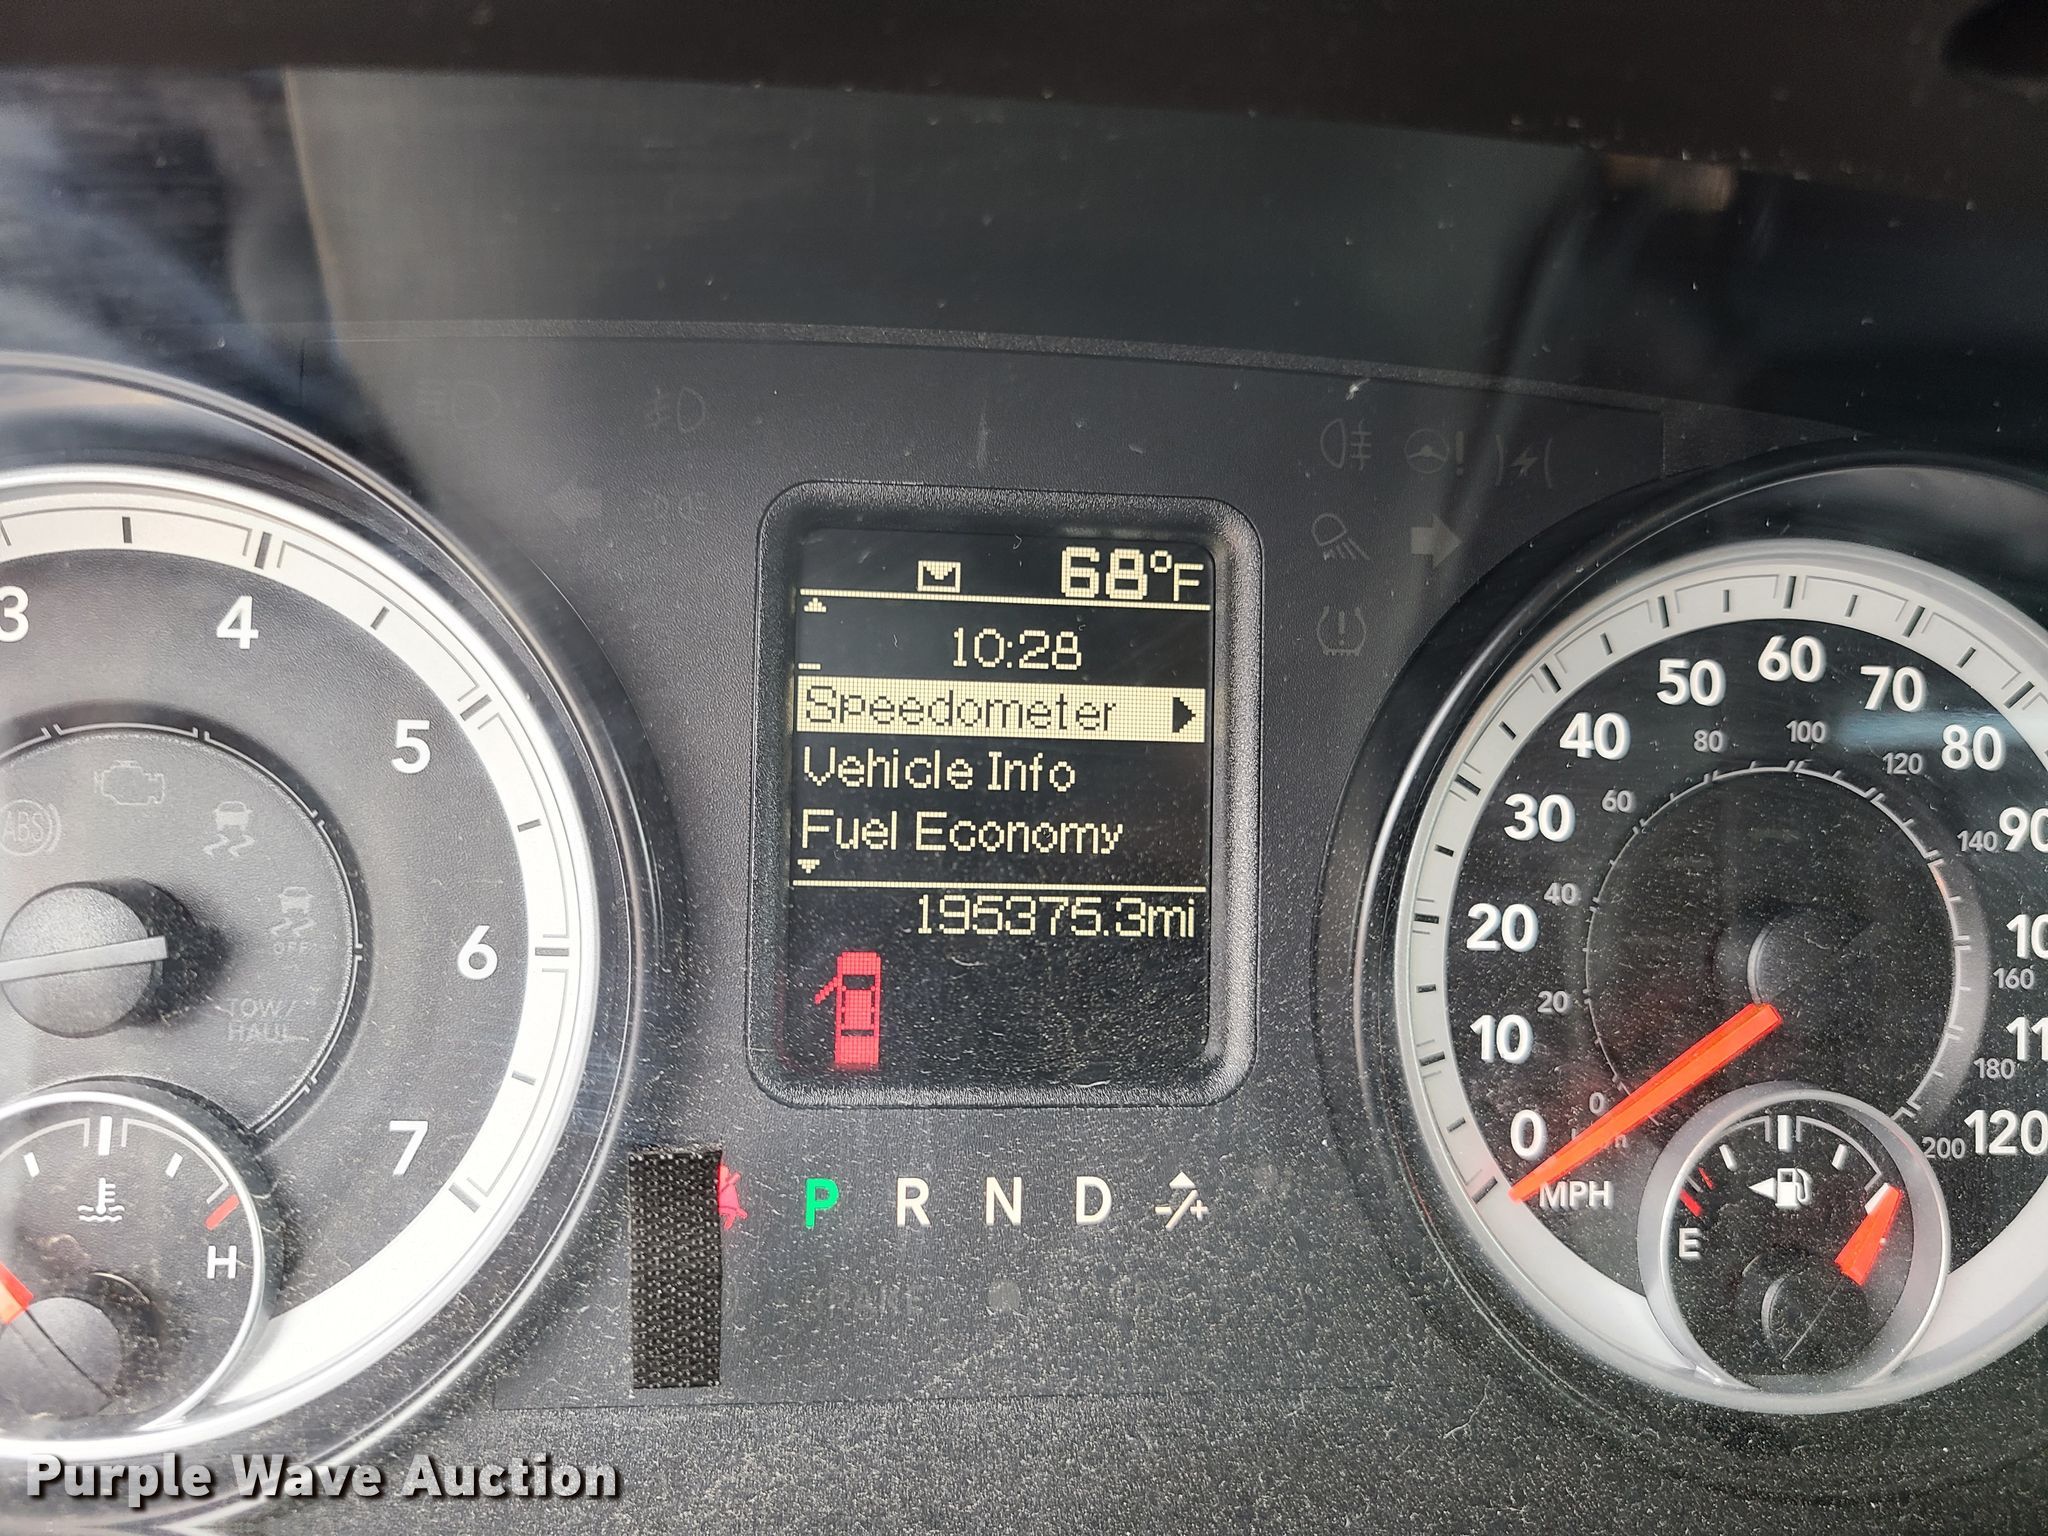 68°F
10:28
Speedometer
Vehicle Info
Fuel Economy
195375.3mi
3
4
5
6
7
ABS
OFF
TOW/
HAUL
H
P R N D -/+
BRAKE
0
10
20
30
40
50
60
70
80
90
120
MPH
0
20
40
60
80
100
120
140
160
180
200
E
Purple Wave Auction